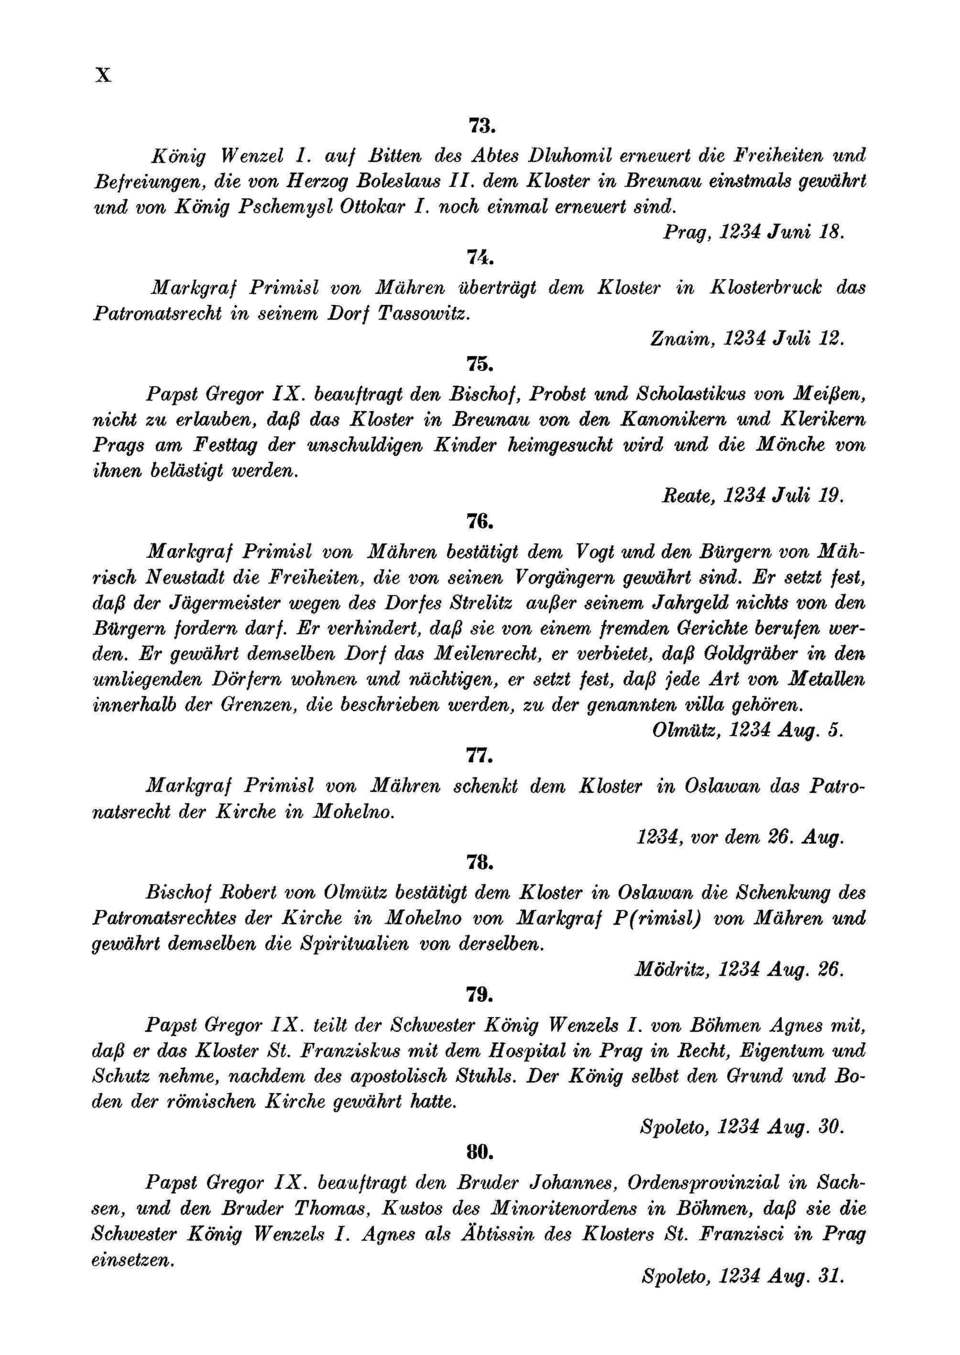 X
73.
König Wenzel I. auf Bitten des Abtes Dluhomil erneuert die Freiheiten und
Befreiungen, die von Herzog Boleslaus II. dem Kloster in Breunau einstmals gewährt
und von König Pschemysl Ottokar I. noch einmal erneuert sind.
Prag, 1234 Juni 18.
74.
Markgraf Primisl von Mähren überträgt dem Kloster in Klosterbruck das
Patronatsrecht in seinem Dorf Tassowitz.
Znaim, 1234 Juli 12.
75.
Papst Gregor IX. beauftragt den Bischof, Probst und Scholastikus von Meißen,
nicht zu erlauben, daß das Kloster in Breunau von den Kanonikern und Klerikern
Prags am Festtag der unschuldigen Kinder heimgesucht wird und die Mönche von
ihnen belästigt werden.
Reate, 1234 Juli 19.
76.
Markgraf Primisl von Mähren bestätigt dem Vogt und den Bürgern von Mäh-
risch Neustadt die Freiheiten, die von seinen Vorgängern gewährt sind. Er setzt fest,
daß der Jägermeister wegen des Dorfes Strelitz außer seinem Jahrgeld nichts von den
Bürgern fordern darf. Er verhindert, daß sie von einem fremden Gerichte berufen wer-
den. Er gewährt demselben Dorf das Meilenrecht, er verbietet, daß Goldgräber in den
umliegenden Dörfern wohnen und nächtigen, er setzt fest, daß jede Art von Metallen
innerhalb der Grenzen, die beschrieben werden, zu der genannten villa gehören.
Olmütz, 1234 Aug. 5.
77.
Markgraf Primisl von Mähren schenkt dem Kloster in Oslawan das Patro-
natsrecht der Kirche in Mohelno.
1234, vor dem 26. Aug.
78.
Bischof Robert von Olmütz bestätigt dem Kloster in Oslawan die Schenkung des
Patronatsrechtes der Kirche in Mohelno von Markgraf P(rimisl) von Mähren und
gewährt demselben die Spiritualien von derselben.
Mödritz, 1234 Aug. 26.
79.
Papst Gregor IX. teilt der Schwester König Wenzels I. von Böhmen Agnes mit,
daß er das Kloster St. Franziskus mit dem Hospital in Prag in Recht, Eigentum und
Schutz nehme, nachdem des apostolisch Stuhls. Der König selbst den Grund und Bo-
den der römischen Kirche gewährt hatte.
Spoleto, 1234 Aug. 30.
80.
Papst Gregor IX. beauftragt den Bruder Johannes, Ordensprovinzial in Sach-
sen, und den Bruder Thomas, Kustos des Minoritenordens in Böhmen, daß sie die
Schwester König Wenzels I. Agnes als Äbtissin des Klosters St. Franzisci in Prag
einsetzen.
Spoleto, 1234 Aug. 31.